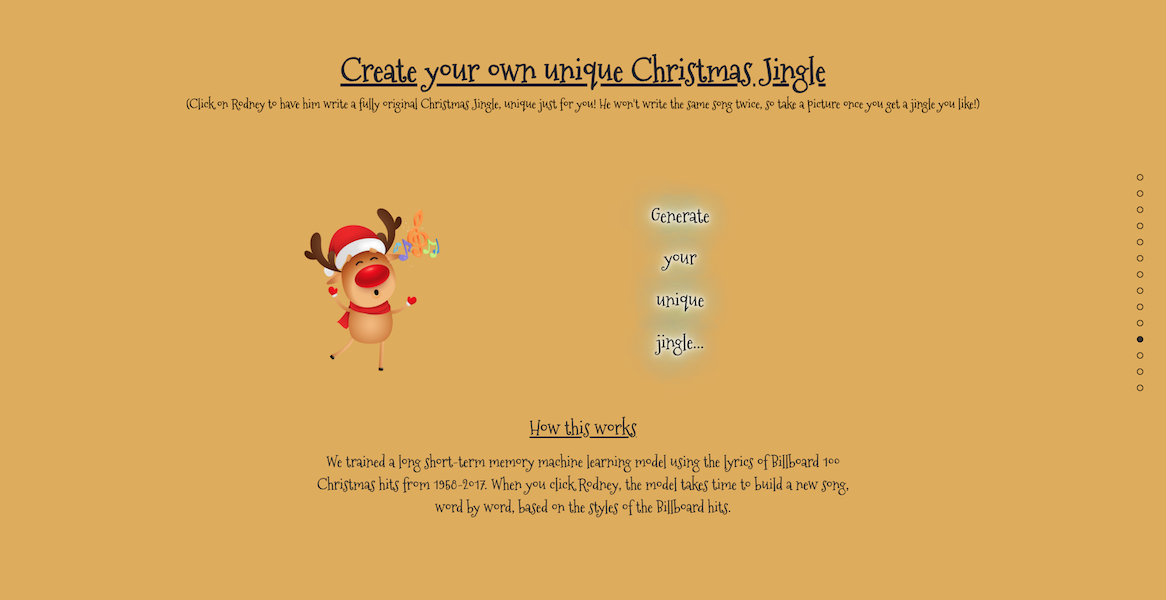 Create your own unique Christmas Jingle
(Click on Rodney to have him write a fully original Christmas Jingle, unique just for you! He won't write the same song twice, so take a picture once you get a jingle you like!)
Generate
your
unique
jingle...
How this works
We trained a long short-term memory machine learning model using the lyrics of Billboard 100
Christmas hits from 1958-2017. When you click Rodney, the model takes time to build a new song,
word by word, based on the styles of the Billboard hits.